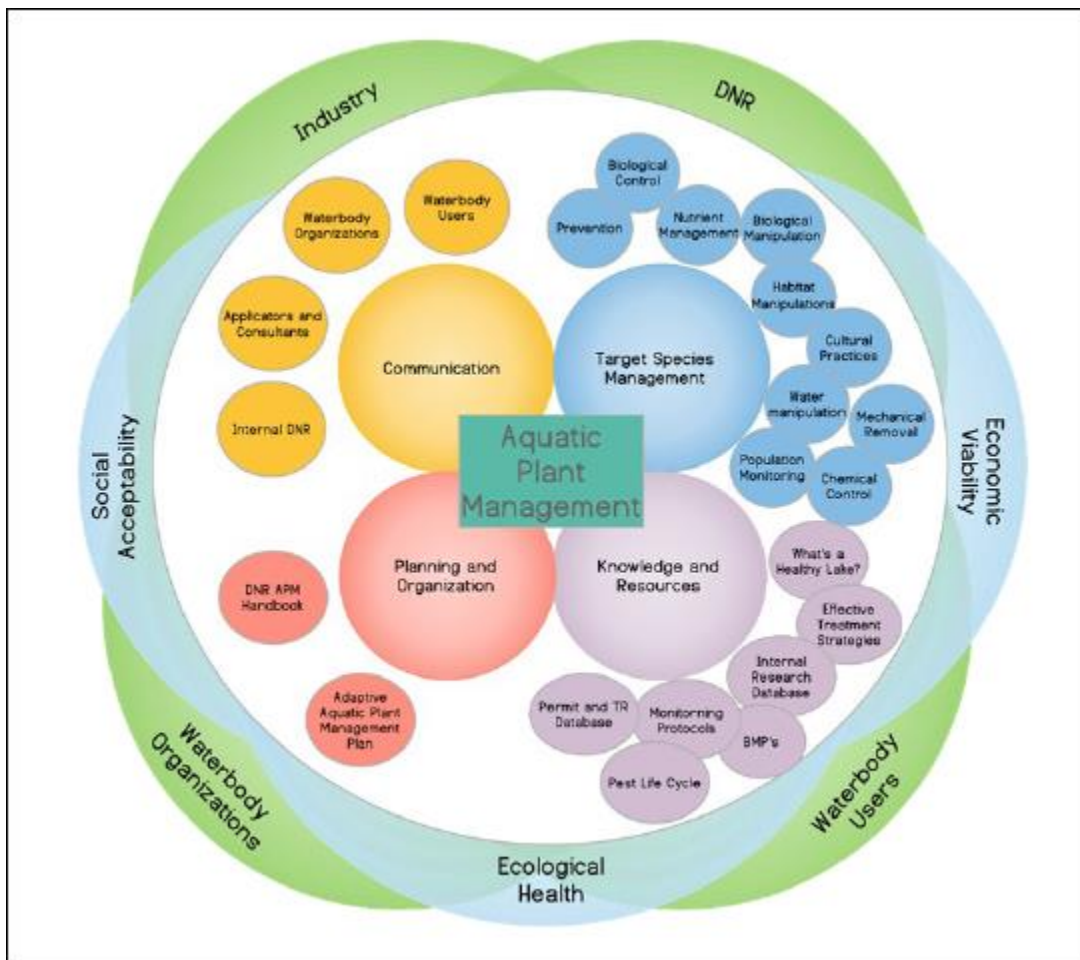 Industry
DNR
Biological
Control
Waterbody
Users
Waterbody
Organizations
Prevention
Nutrient
Management
Biological
Manipulation
Habitat
Manipulations
Applicators and
Consultants
Cultural
Practices
Communication
Target Species
Management
Water
manipulation
Mechanical
Removal
Internal DNR
Aquatic
Plant
Management
Population
Monitoring
Chemical
Control
Social
Acceptability
Economic
Viability
Planning and
Organization
Knowledge and
Resources
What's a
Healthy Lake?
DNR APM
Handbook
Effective
Treatment
Strategies
Internal
Research
Database
Adaptive
Aquatic Plant
Management
Plan
Permit and TR
Database
Monitorning
Protocols
BMP's
Pest Life Cycle
Waterbody
Organizations
Waterbody
Users
Ecological
Health